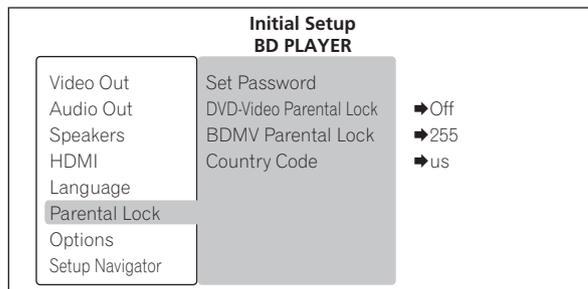 Initial Setup
BD PLAYER
Video Out
Audio Out
Speakers
HDMI
Language
Parental Lock
Options
Setup Navigator
Set Password
DVD-Video Parental Lock ➡Off
BDMV Parental Lock ➡255
Country Code ➡us